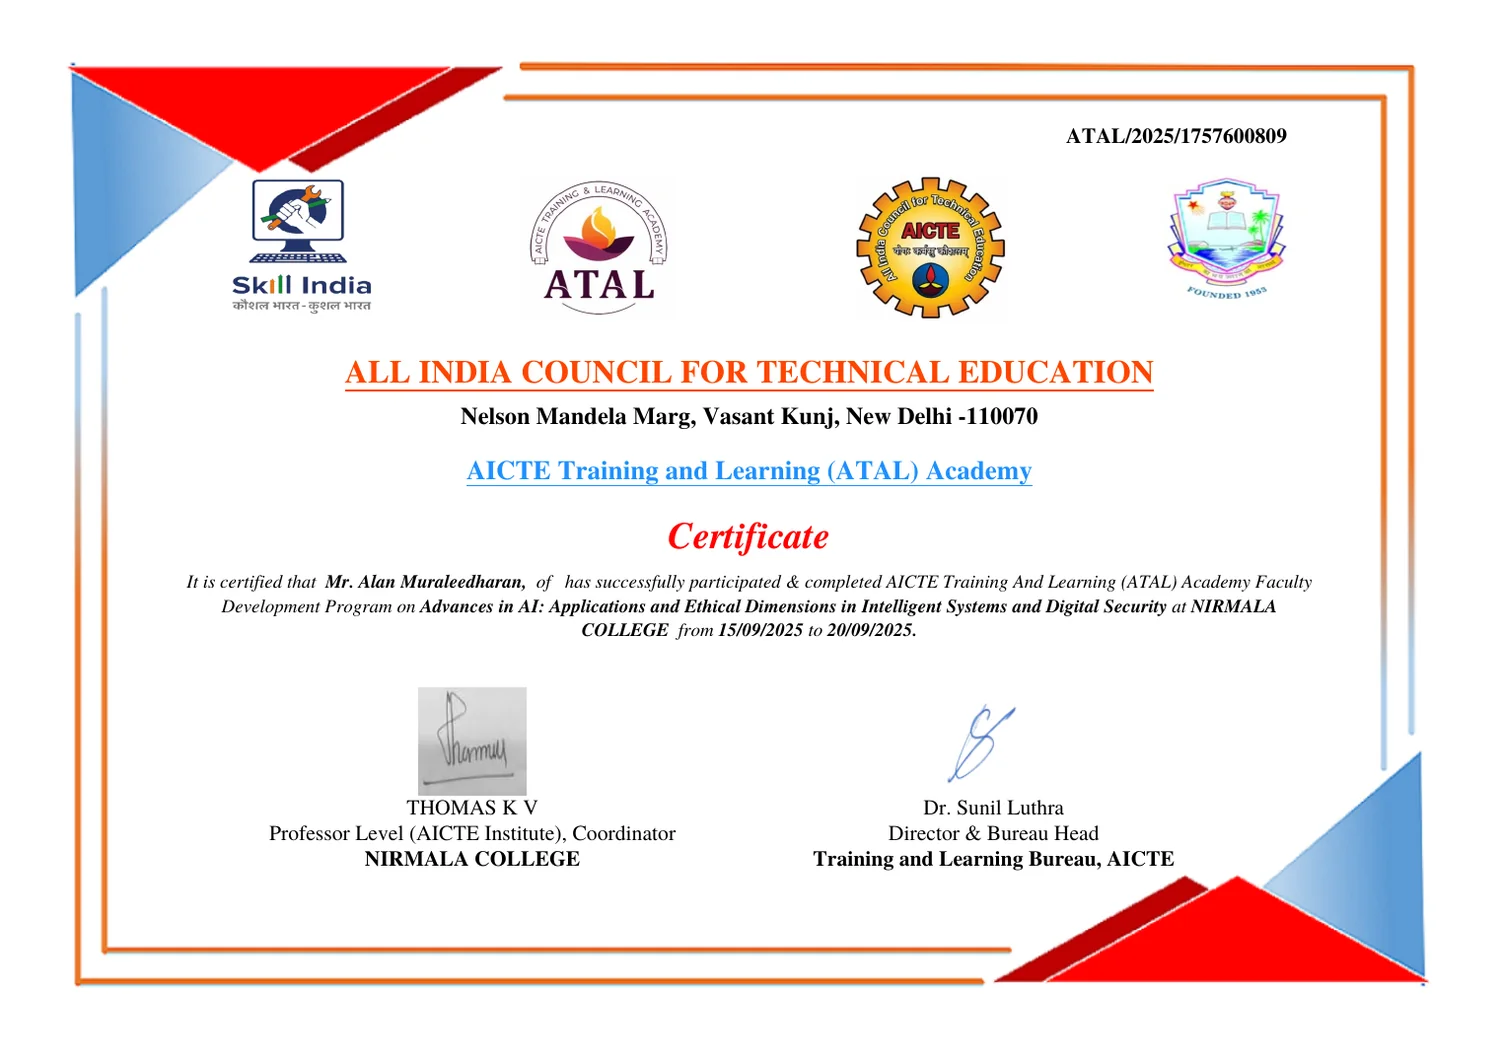 ATAL/2025/1757600809
Skill India
कौशल भारत - कुशल भारत
AICTE TRAINING & LEARNING ACADEMY
ATAL
All India Council for Technical Education
AICTE
योगः कर्मसु कौशलम्
FOUNDED 1953
ALL INDIA COUNCIL FOR TECHNICAL EDUCATION
Nelson Mandela Marg, Vasant Kunj, New Delhi -110070
AICTE Training and Learning (ATAL) Academy
Certificate
It is certified that Mr. Alan Muraleedharan, of has successfully participated & completed AICTE Training And Learning (ATAL) Academy Faculty
Development Program on Advances in AI: Applications and Ethical Dimensions in Intelligent Systems and Digital Security at NIRMALA
COLLEGE from 15/09/2025 to 20/09/2025.
THOMAS K V
Professor Level (AICTE Institute), Coordinator
NIRMALA COLLEGE
Dr. Sunil Luthra
Director & Bureau Head
Training and Learning Bureau, AICTE